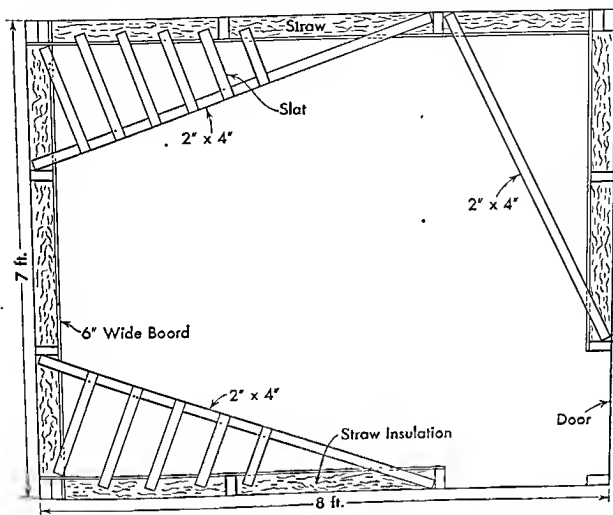 Straw
Slat
2" x 4"
2" x 4"
7 ft.
6" Wide Boord
2" x 4"
Door
Straw Insulation
8 ft.